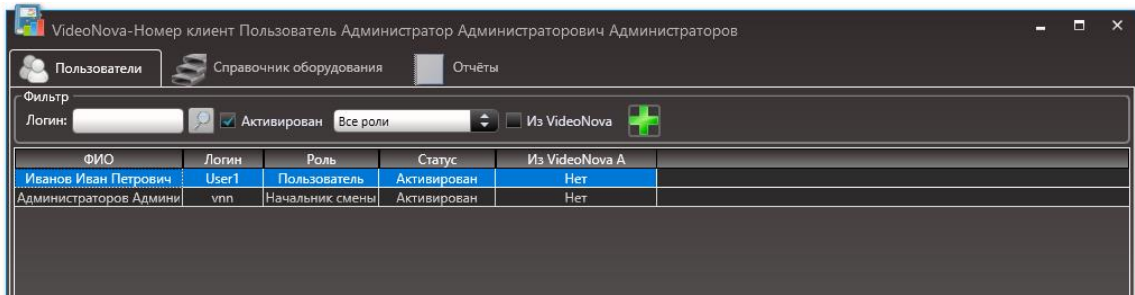 VideoNova-Номер клиент Пользователь Администратор Администраторович Администраторов
Пользователи Справочник оборудования Отчёты
Фильтр
Логин: Активирован Все роли Из VideoNova
ФИО Логин Роль Статус Из VideoNova А
Иванов Иван Петрович User1 Пользователь Активирован Нет
Администраторов Админи vnn Начальник смены Активирован Нет